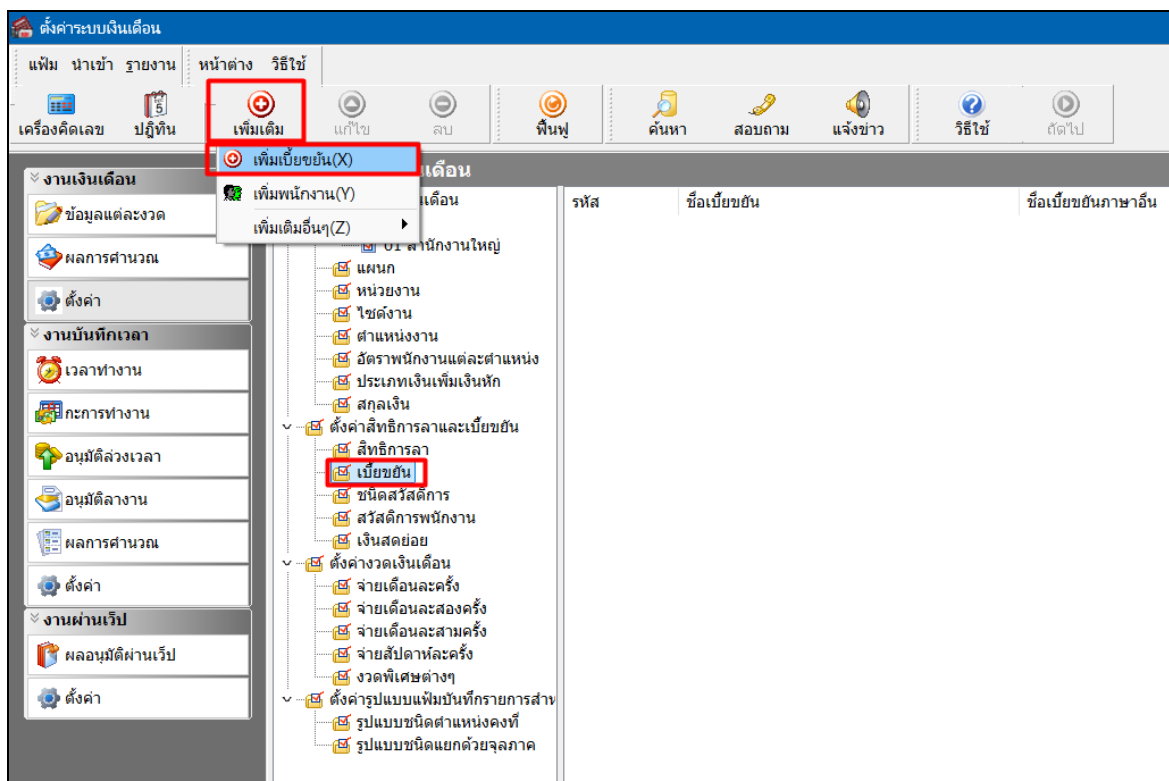 ตั้งค่าระบบเงินเดือน
แฟ้ม นำเข้า รายงาน หน้าต่าง วิธีใช้
เครื่องคิดเลข ปฏิทิน เพิ่มเติม แก้ไข ลบ ฟื้นฟู ค้นหา สอบถาม แจ้งข่าว วิธีใช้ ถัดไป
เพิ่มเบี้ยขยัน(X)
เพิ่มพนักงาน(Y)
เพิ่มเติมอื่นๆ(Z)
งานเงินเดือน
ข้อมูลแต่ละงวด
ผลการคำนวณ
ตั้งค่า
งานบันทึกเวลา
เวลาทำงาน
กะการทำงาน
อนุมัติล่วงเวลา
อนุมัติลางาน
ผลการคำนวณ
ตั้งค่า
งานผ่านเว็ป
ผลอนุมัติผ่านเว็ป
ตั้งค่า
เดือน
เดือน
01 สำนักงานใหญ่
แผนก
หน่วยงาน
ไซด์งาน
ตำแหน่งงาน
อัตราพนักงานแต่ละตำแหน่ง
ประเภทเงินเพิ่มเงินหัก
สกุลเงิน
ตั้งค่าสิทธิการลาและเบี้ยขยัน
สิทธิการลา
เบี้ยขยัน
ชนิดสวัสดิการ
สวัสดิการพนักงาน
เงินสดย่อย
ตั้งค่างวดเงินเดือน
จ่ายเดือนละครั้ง
จ่ายเดือนละสองครั้ง
จ่ายเดือนละสามครั้ง
จ่ายสัปดาห์ละครั้ง
งวดพิเศษต่างๆ
ตั้งค่ารูปแบบแฟ้มบันทึกรายการสำห
รูปแบบชนิดตำแหน่งคงที่
รูปแบบชนิดแยกด้วยจุลภาค
รหัส ชื่อเบี้ยขยัน ชื่อเบี้ยขยันภาษาอื่น